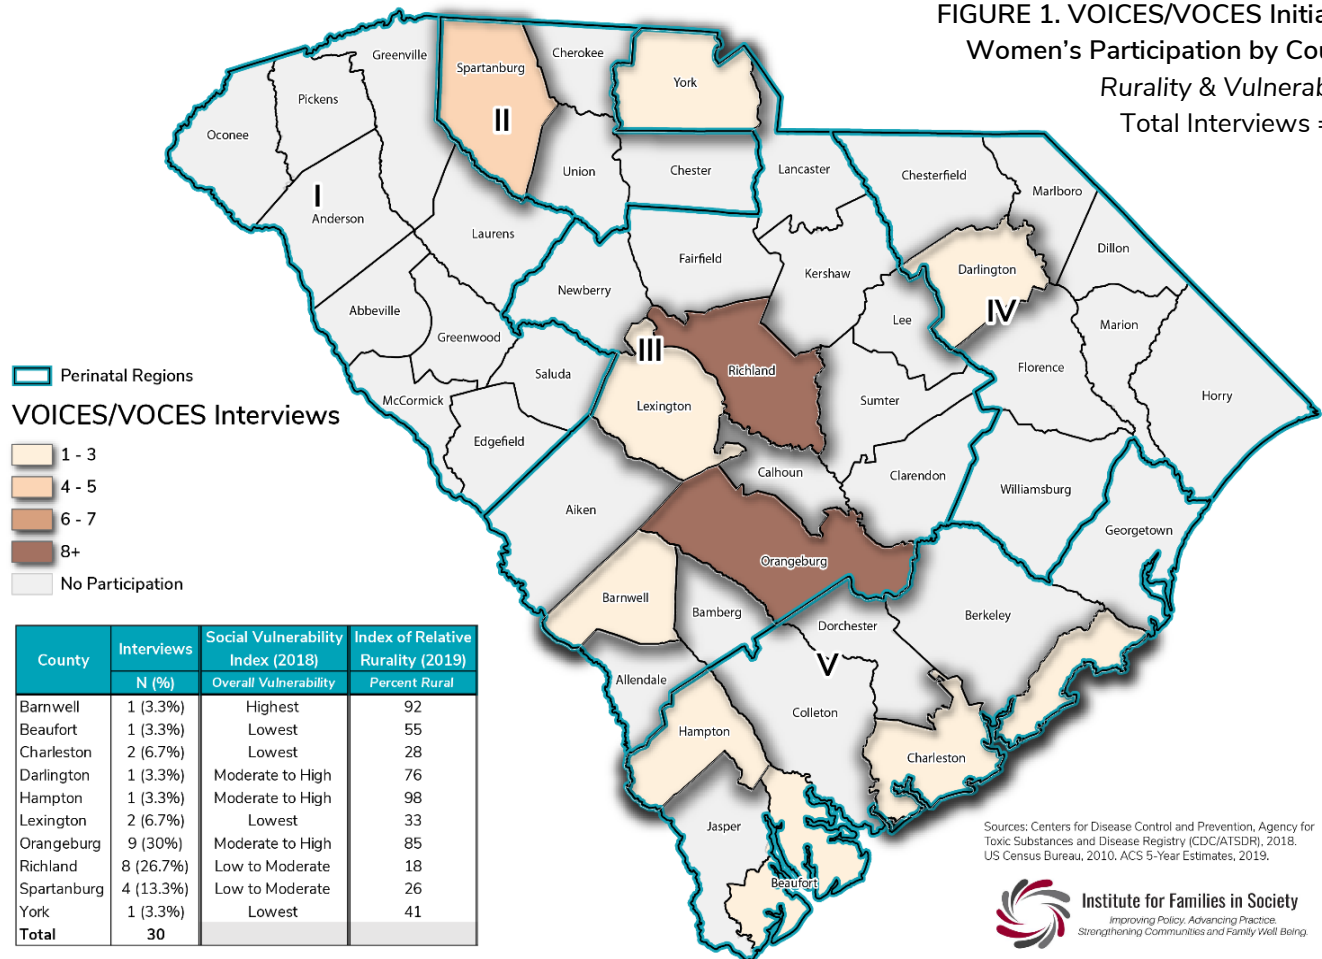 FIGURE 1. VOICES/VOCES Initia
Women's Participation by Cou
Rurality & Vulnerab
Total Interviews =
Greenville
Spartanburg
Cherokee
York
Pickens
Oconee
II
Union
Chester
Lancaster
Chesterfield
Marlboro
I
Anderson
Laurens
Dillon
Darlington
Fairfield
Kershaw
Newberry
Abbeville
Greenwood
IV
Lee
Marion
III
Richland
Florence
Saluda
Horry
McCormick
Lexington
Sumter
Edgefield
Calhoun
Clarendon
Williamsburg
Aiken
Georgetown
Orangeburg
Barnwell
Bamberg
Berkeley
Dorchester
V
Allendale
Colleton
Hampton
Charleston
Jasper
Beaufort
Perinatal Regions
VOICES/VOCES Interviews
1 - 3
4 - 5
6 - 7
8+
No Participation
County Interviews Social Vulnerability Index (2018) Index of Relative Rurality (2019)
N (%) Overall Vulnerability Percent Rural
Barnwell 1 (3.3%) Highest 92
Beaufort 1 (3.3%) Lowest 55
Charleston 2 (6.7%) Lowest 28
Darlington 1 (3.3%) Moderate to High 76
Hampton 1 (3.3%) Moderate to High 98
Lexington 2 (6.7%) Lowest 33
Orangeburg 9 (30%) Moderate to High 85
Richland 8 (26.7%) Low to Moderate 18
Spartanburg 4 (13.3%) Low to Moderate 26
York 1 (3.3%) Lowest 41
Total 30
Sources: Centers for Disease Control and Prevention, Agency for
Toxic Substances and Disease Registry (CDC/ATSDR), 2018.
US Census Bureau, 2010. ACS 5-Year Estimates, 2019.
Institute for Families in Society
Improving Policy. Advancing Practice.
Strengthening Communities and Family Well Being.